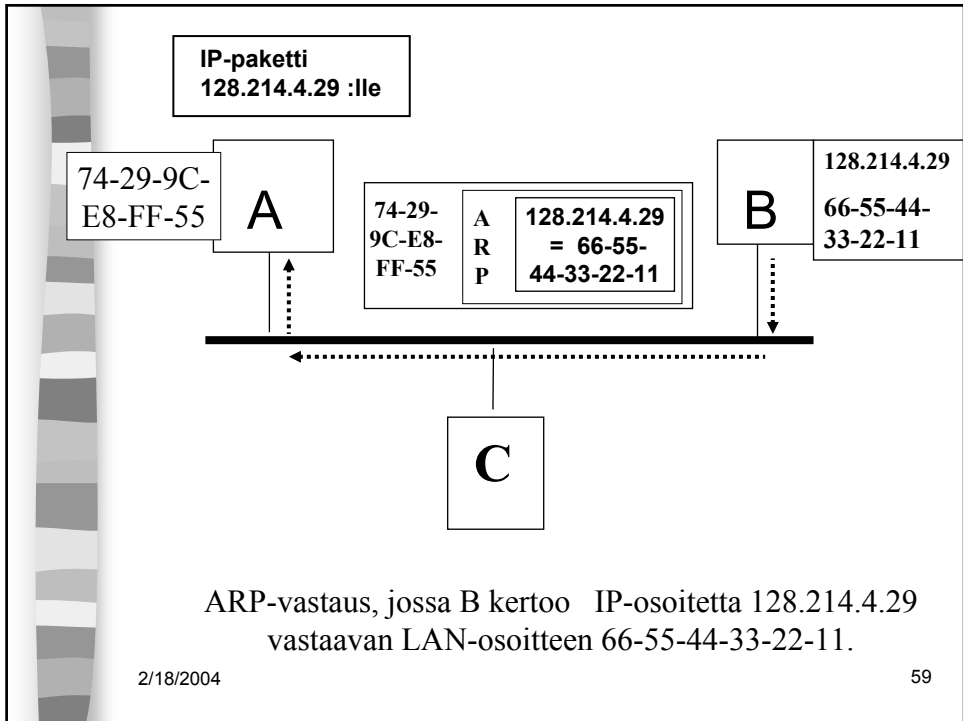 IP-paketti
128.214.4.29 :lle
74-29-9C-
E8-FF-55
A
74-29-
9C-E8-
FF-55
A
R
P
128.214.4.29
= 66-55-
44-33-22-11
B
128.214.4.29
66-55-44-
33-22-11
C
ARP-vastaus, jossa B kertoo IP-osoitetta 128.214.4.29
vastaavan LAN-osoitteen 66-55-44-33-22-11.
2/18/2004
59